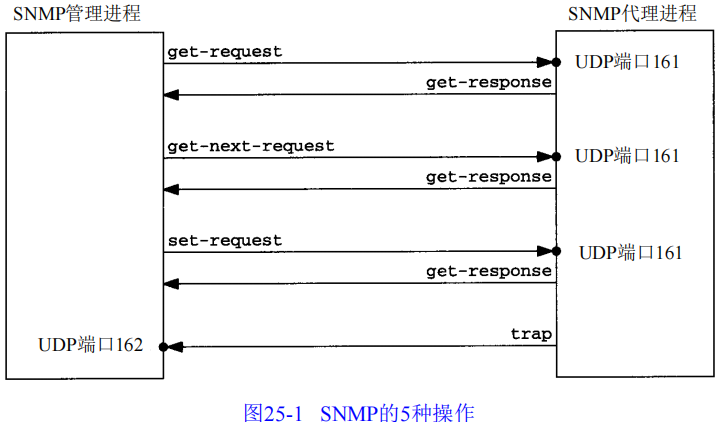 SNMP管理进程
SNMP代理进程
get-request
UDP端口161
get-response
get-next-request
UDP端口161
get-response
set-request
UDP端口161
get-response
trap
UDP端口162
图25-1 SNMP的5种操作